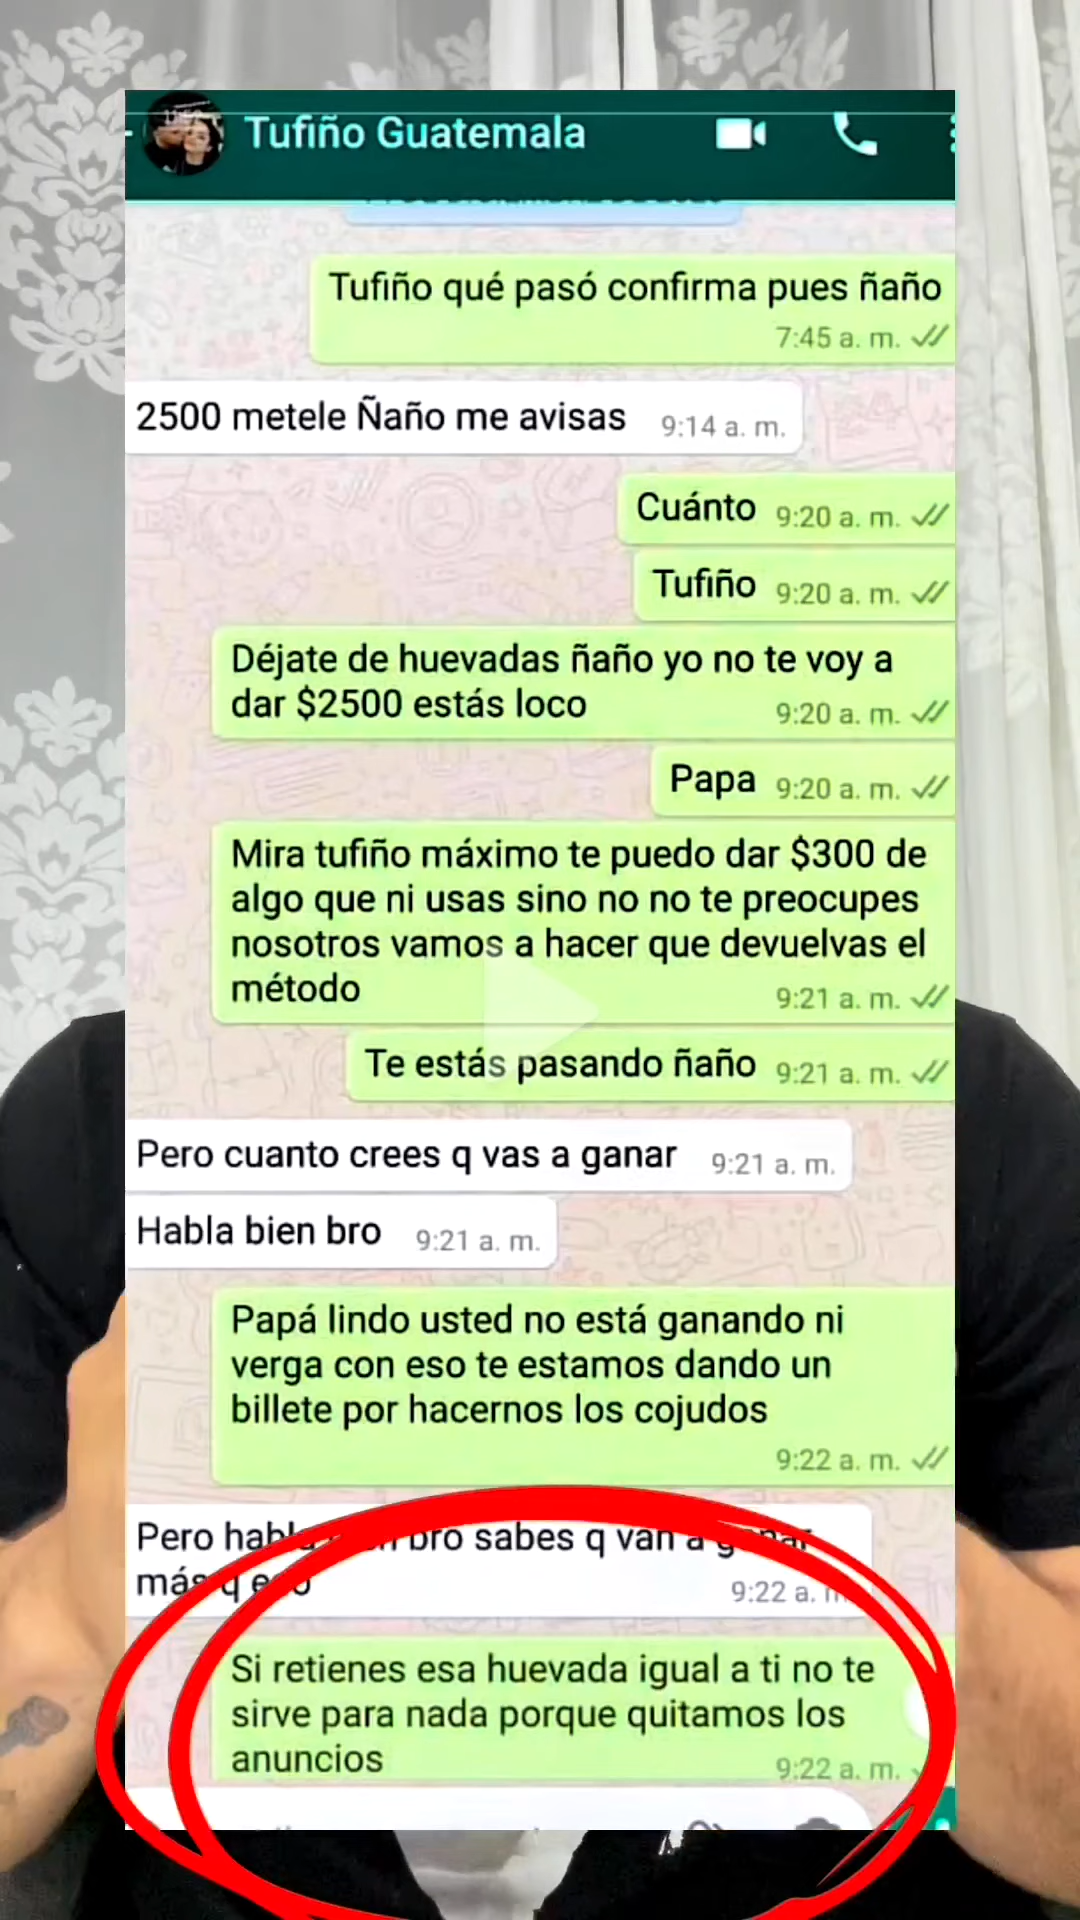 Tufiño Guatemala
Tufiño qué pasó confirma pues ñaño
7:45 a. m.
2500 metele Ñaño me avisas 9:14 a. m.
Cuánto 9:20 a. m.
Tufiño 9:20 a. m.
Déjate de huevadas ñaño yo no te voy a
dar $2500 estás loco 9:20 a. m.
Papa 9:20 a. m.
Mira tufiño máximo te puedo dar $300 de
algo que ni usas sino no no te preocupes
nosotros vamos a hacer que devuelvas el
método 9:21 a. m.
Te estás pasando ñaño 9:21 a. m.
Pero cuanto crees q vas a ganar 9:21 a. m.
Habla bien bro 9:21 a. m.
Papá lindo usted no está ganando ni
verga con eso te estamos dando un
billete por hacernos los cojudos
9:22 a. m.
Pero bro sabes q van a ganar
más q eso 9:22 a. m.
Si retienes esa huevada igual a ti no te
sirve para nada porque quitamos los
anuncios 9:22 a. m.